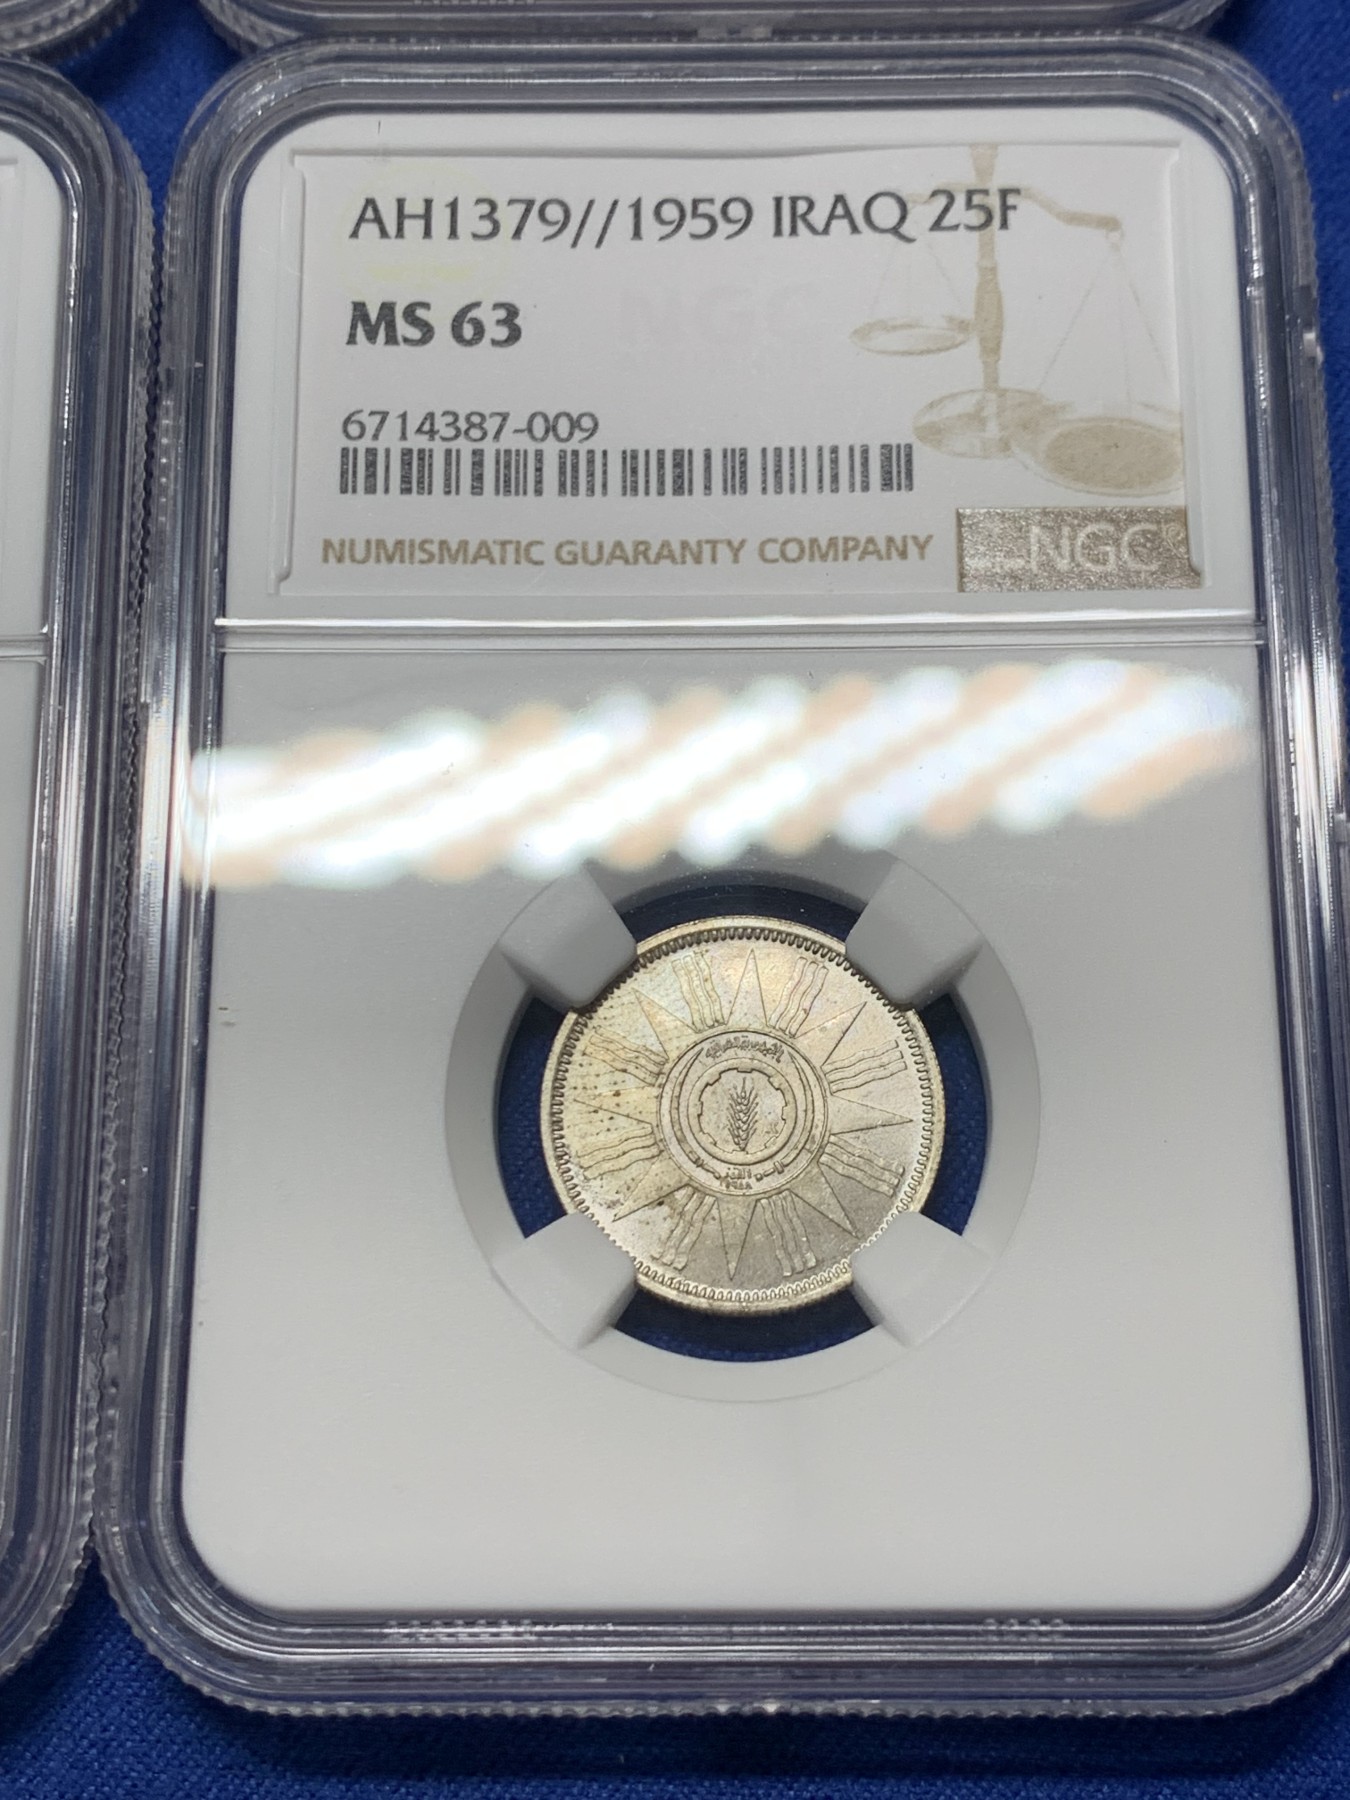 AH1379//1959 IRAQ 25F
MS 63
6714387-009
NUMISMATIC GUARANTY COMPANY
NGC®